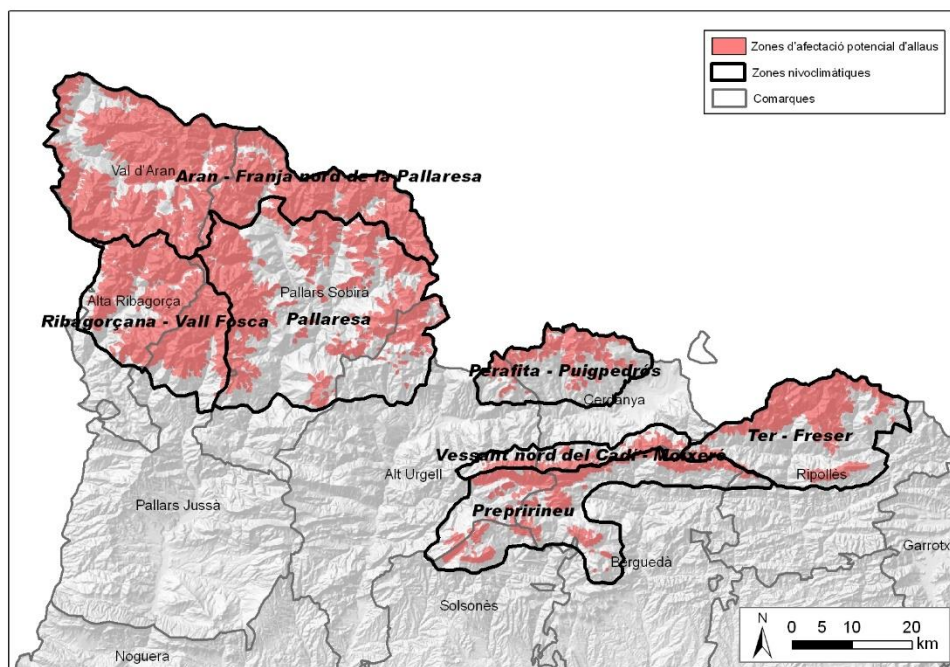 Zones d'afectació potencial d'allaus
Zones nivoclimàtiques
Comarques
Val d'Aran
Aran - Franja nord de la Pallaresa
Alta Ribagorça
Pallars Sobirà
Ribagorçana - Vall Fosca
Pallaresa
Perafita - Puigpedrós
Cerdanya
Ter - Freser
Vessant nord del Cadí - Moixeró
Alt Urgell
Ripollès
Pallars Jussà
Prepririneu
Garrotx
Berguedà
Solsonès
Noguera
N
0 5 10 20
km